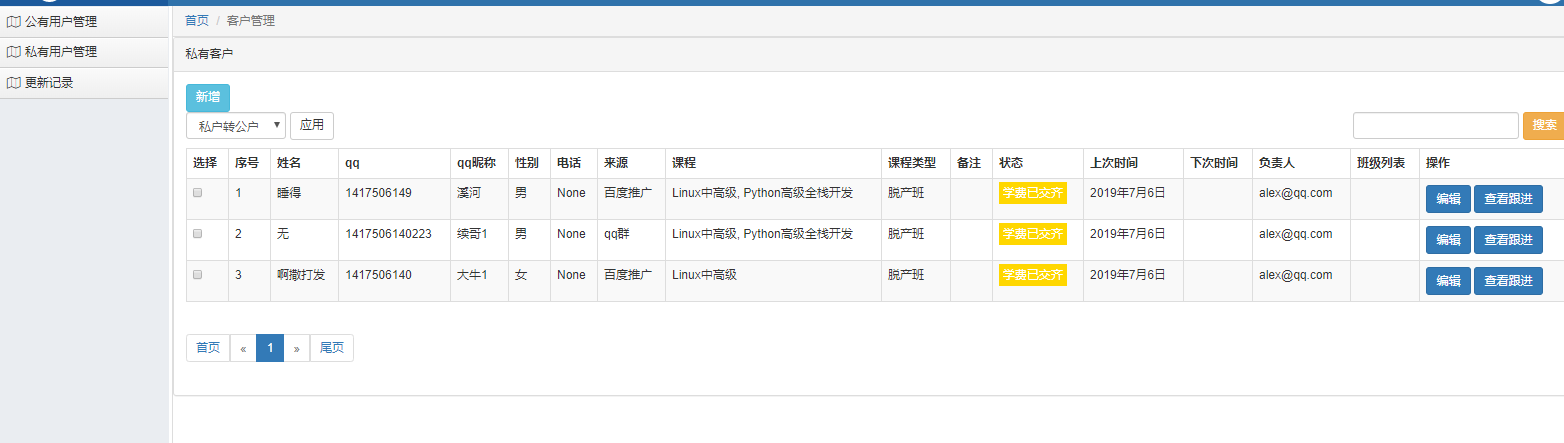 公有用户管理
私有用户管理
更新记录
首页 / 客户管理
私有客户
新增
私户转公户 应用 搜索
选择 序号 姓名 qq qq昵称 性别 电话 来源 课程 课程类型 备注 状态 上次时间 下次时间 负责人 班级列表 操作
1 睡得 1417506149 溪河 男 None 百度推广 Linux中高级, Python高级全栈开发 脱产班 学费已交齐 2019年7月6日 alex@qq.com 编辑 查看跟进
2 无 1417506140223 续哥1 男 None qq群 Linux中高级, Python高级全栈开发 脱产班 学费已交齐 2019年7月6日 alex@qq.com 编辑 查看跟进
3 啊撒打发 1417506140 大牛1 女 None 百度推广 Linux中高级 脱产班 学费已交齐 2019年7月6日 alex@qq.com 编辑 查看跟进
首页 « 1 » 尾页